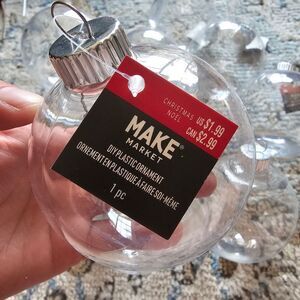 CHRISTMAS
NOËL
US $1.99
CAN $2.99
MAKE
MARKET®
DIY PLASTIC ORNAMENT
ORNEMENT EN PLASTIQUE À FAIRE SOI-MÊME
1 pc